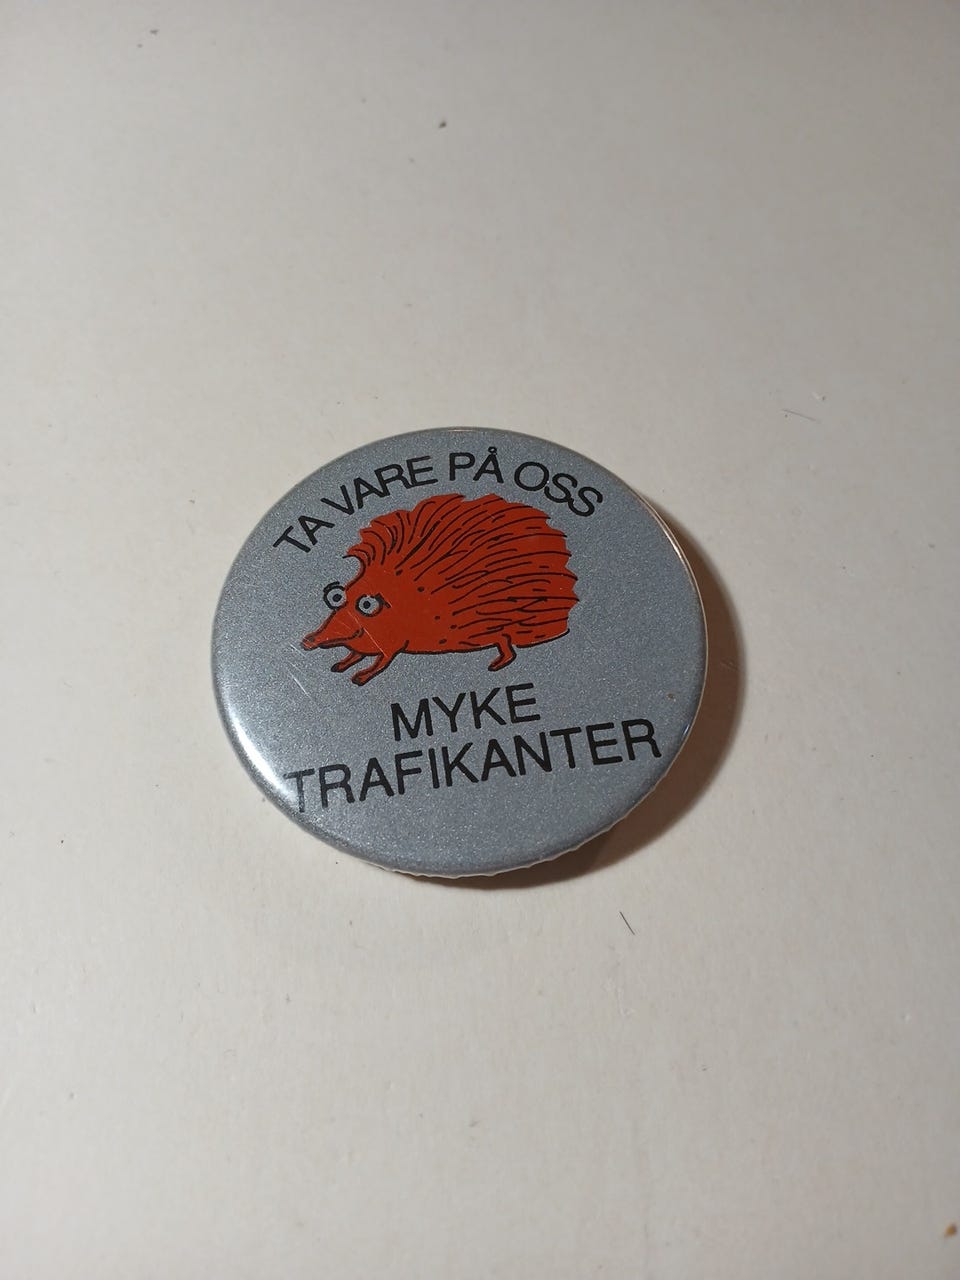 TA VARE PÅ OSS
MYKE
TRAFIKANTER